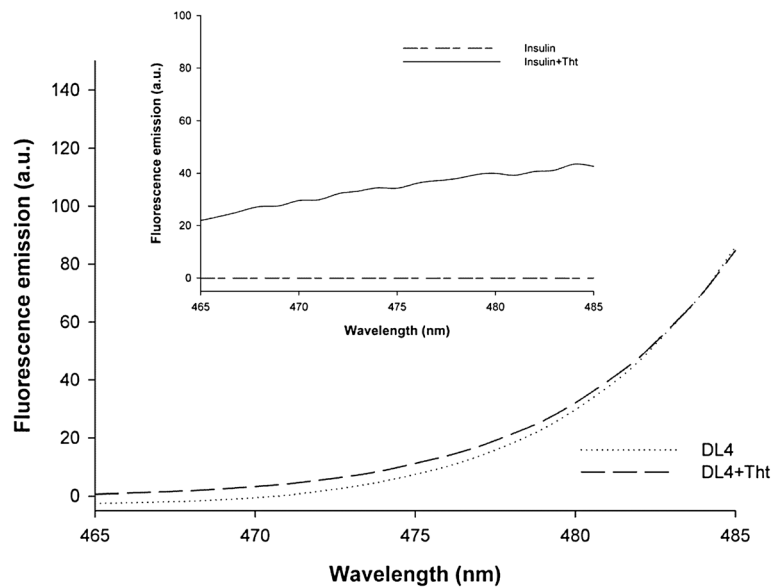 100
80
60
40
20
0
Fluorescence emission (a.u.)
Insulin
Insulin+Tht
465 470 475 480 485
Wavelength (nm)
140
120
100
80
60
40
20
0
Fluorescence emission (a.u.)
DL4
DL4+Tht
465 470 475 480 485
Wavelength (nm)